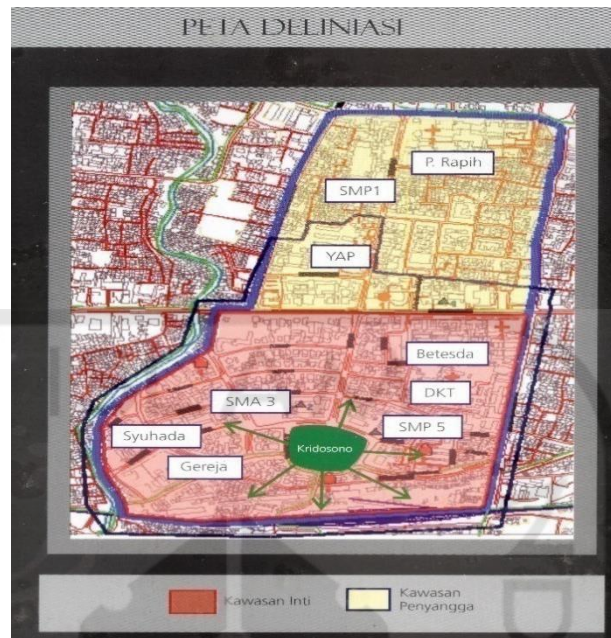 PETA DELINIASI
P. Rapih
SMP1
YAP
Betesda
DKT
SMA 3
SMP 5
Syuhada
Kridosono
Gereja
Kawasan Inti
Kawasan
Penyangga